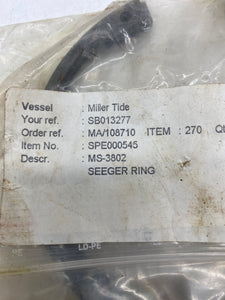 Vessel : Miller Tide
Your ref. : SB013277
Order ref. : MA/108710 ITEM : 270
Item No. : SPE000545
Descr. : MS-3802
SEEGER RING
LD-PE